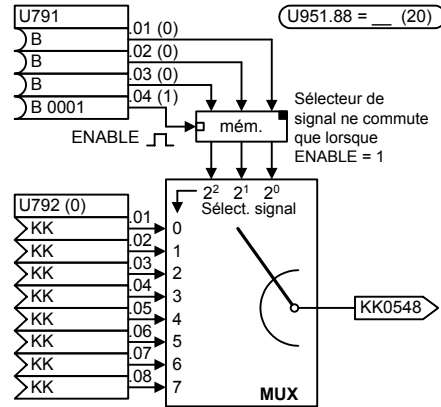 U791
U951.88 = __ (20)
B .01 (0)
B .02 (0)
B .03 (0)
B 0001 .04 (1)
ENABLE
mém.
Sélecteur de
signal ne commute
que lorsque
ENABLE = 1
2² 2¹ 2⁰
Sélect. signal
U792 (0)
KK .01 0
KK .02 1
KK .03 2
KK .04 3
KK .05 4
KK .06 5
KK .07 6
KK .08 7
KK0548
MUX